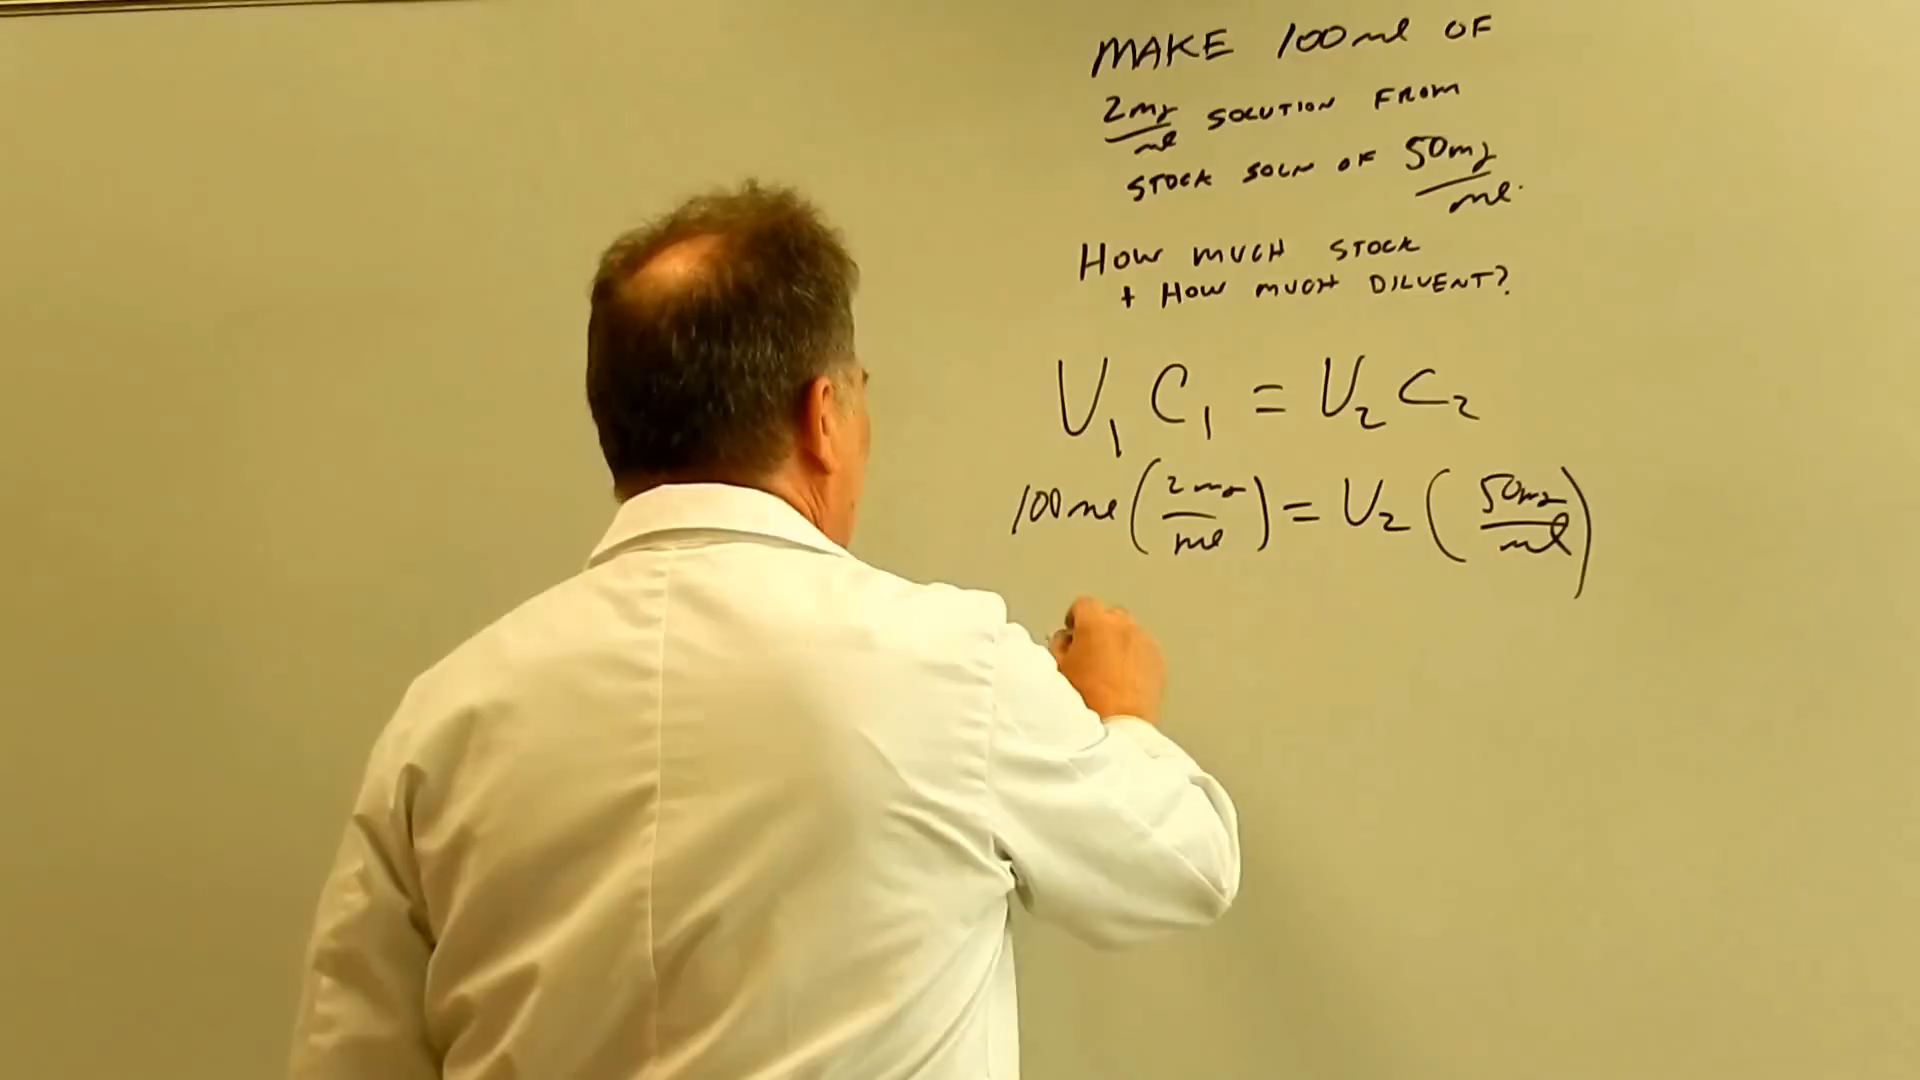 MAKE 100ml OF
2mg/ml SOLUTION FROM
STOCK SOLN OF 50mg/ml.
HOW MUCH STOCK
+ HOW MUCH DILUENT?
V₁ C₁ = V₂ C₂
100ml (2mg/ml) = V₂ (50mg/ml)